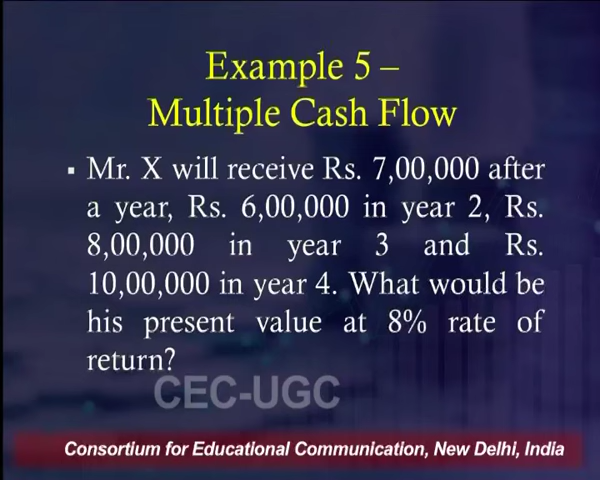 Example 5 –
Multiple Cash Flow
▪ Mr. X will receive Rs. 7,00,000 after
a year, Rs. 6,00,000 in year 2, Rs.
8,00,000 in year 3 and Rs.
10,00,000 in year 4. What would be
his present value at 8% rate of
return?
CEC-UGC
Consortium for Educational Communication, New Delhi, India